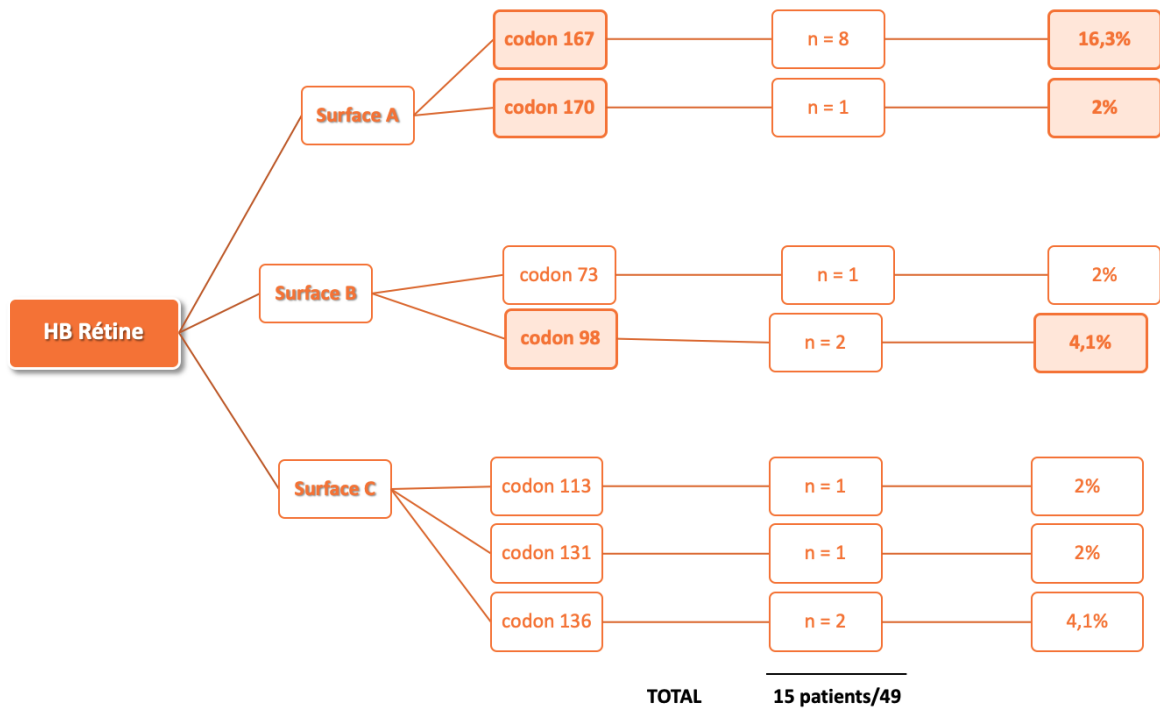 codon 167 n = 8 16,3%
Surface A
codon 170 n = 1 2%
codon 73 n = 1 2%
Surface B
HB Rétine
codon 98 n = 2 4,1%
codon 113 n = 1 2%
Surface C
codon 131 n = 1 2%
codon 136 n = 2 4,1%
TOTAL 15 patients/49